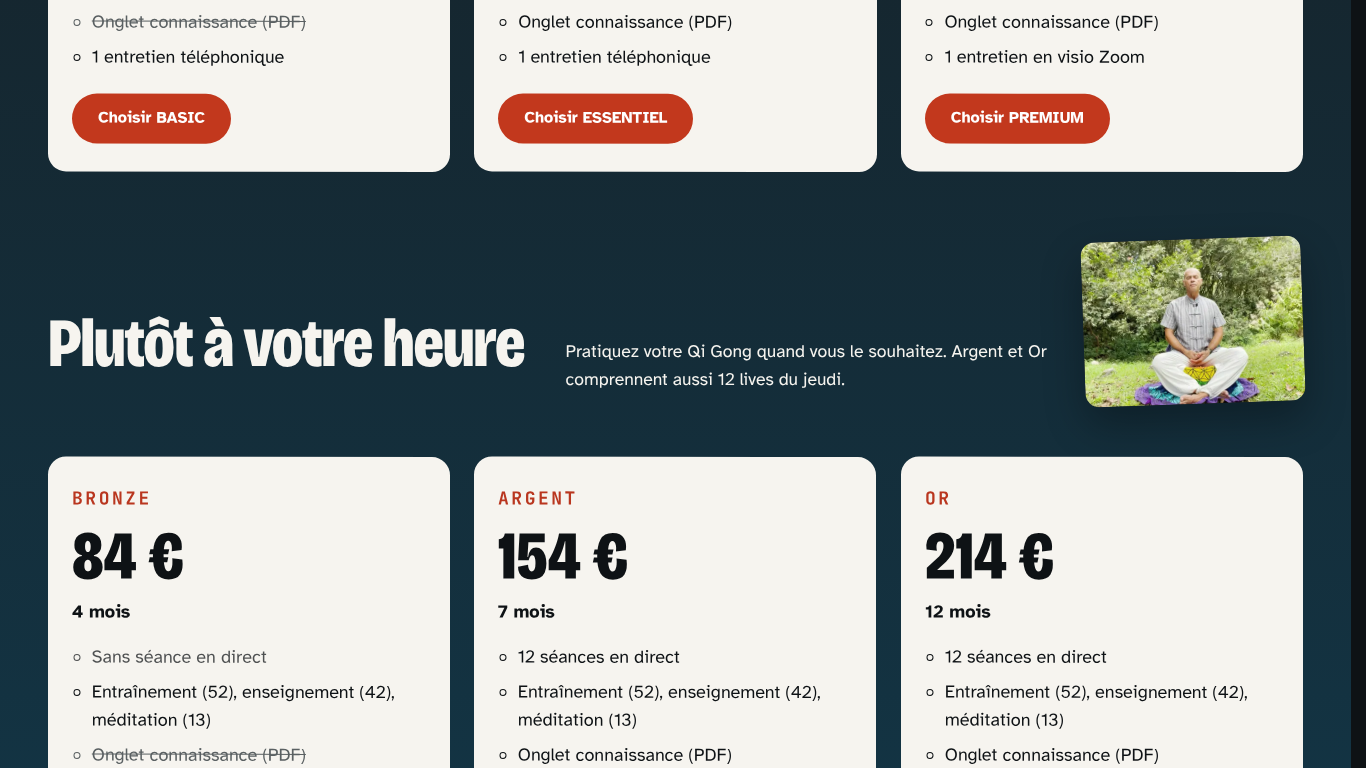 Onglet connaissance (PDF)
1 entretien téléphonique
Choisir BASIC
Onglet connaissance (PDF)
1 entretien téléphonique
Choisir ESSENTIEL
Onglet connaissance (PDF)
1 entretien en visio Zoom
Choisir PREMIUM
Plutôt à votre heure
Pratiquez votre Qi Gong quand vous le souhaitez. Argent et Or
comprennent aussi 12 lives du jeudi.
BRONZE
84 €
4 mois
Sans séance en direct
Entraînement (52), enseignement (42),
méditation (13)
Onglet connaissance (PDF)
ARGENT
154 €
7 mois
12 séances en direct
Entraînement (52), enseignement (42),
méditation (13)
Onglet connaissance (PDF)
OR
214 €
12 mois
12 séances en direct
Entraînement (52), enseignement (42),
méditation (13)
Onglet connaissance (PDF)